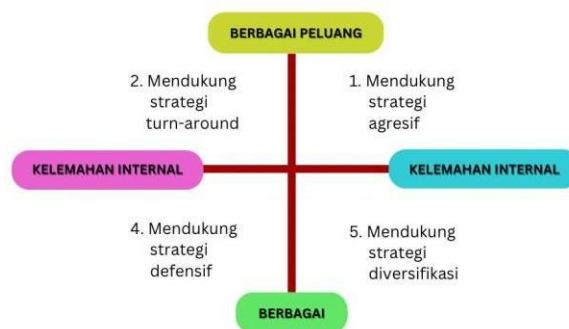 BERBAGAI PELUANG
2. Mendukung
strategi
turn-around
1. Mendukung
strategi
agresif
KELEMAHAN INTERNAL
KELEMAHAN INTERNAL
4. Mendukung
strategi
defensif
5. Mendukung
strategi
diversifikasi
BERBAGAI